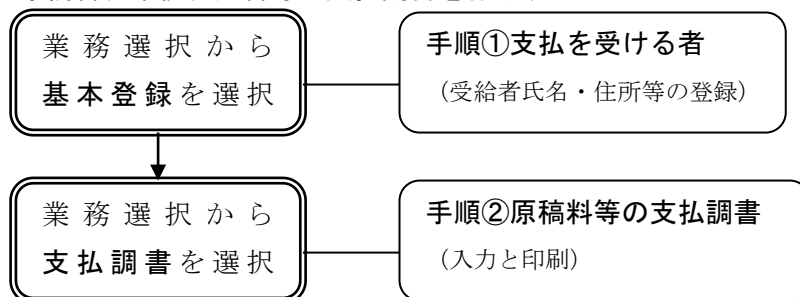 業務選択から
基本登録を選択
手順①支払を受ける者
（受給者氏名・住所等の登録）
業務選択から
支払調書を選択
手順②原稿料等の支払調書
（入力と印刷）